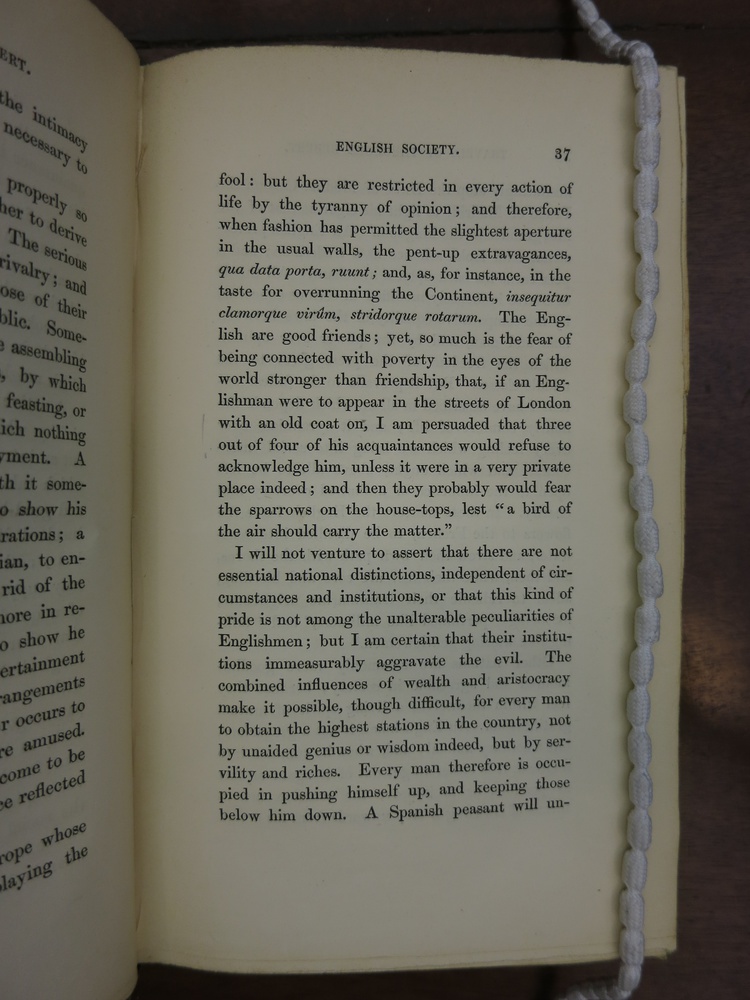 ERT.
the intimacy
necessary to
properly so
her to derive
The serious
rivalry; and
ose of their
blic. Some-
e assembling
, by which
feasting, or
ich nothing
yment. A
th it some-
o show his
rations; a
ian, to en-
rid of the
nore in re-
o show he
ertainment
rangements
r occurs to
re amused.
come to be
ce reflected
rope whose
laying the
ENGLISH SOCIETY. 37
fool: but they are restricted in every action of
life by the tyranny of opinion; and therefore,
when fashion has permitted the slightest aperture
in the usual walls, the pent-up extravagances,
qua data porta, ruunt; and, as, for instance, in the
taste for overrunning the Continent, insequitur
clamorque virúm, stridorque rotarum. The Eng-
lish are good friends; yet, so much is the fear of
being connected with poverty in the eyes of the
world stronger than friendship, that, if an Eng-
lishman were to appear in the streets of London
with an old coat on, I am persuaded that three
out of four of his acquaintances would refuse to
acknowledge him, unless it were in a very private
place indeed; and then they probably would fear
the sparrows on the house-tops, lest “a bird of
the air should carry the matter.”
I will not venture to assert that there are not
essential national distinctions, independent of cir-
cumstances and institutions, or that this kind of
pride is not among the unalterable peculiarities of
Englishmen; but I am certain that their institu-
tions immeasurably aggravate the evil. The
combined influences of wealth and aristocracy
make it possible, though difficult, for every man
to obtain the highest stations in the country, not
by unaided genius or wisdom indeed, but by ser-
vility and riches. Every man therefore is occu-
pied in pushing himself up, and keeping those
below him down. A Spanish peasant will un-